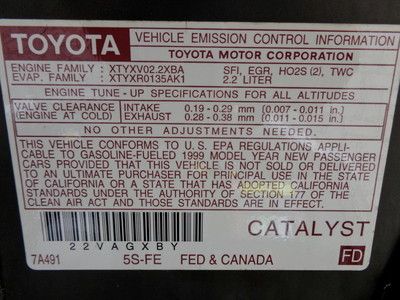 TOYOTA
VEHICLE EMISSION CONTROL INFORMATION
TOYOTA MOTOR CORPORATION
ENGINE FAMILY : XTYXV02.2XBA SFI, EGR, HO2S (2), TWC
EVAP. FAMILY : XTYXR0135AK1 2.2 LITER
ENGINE TUNE-UP SPECIFICATIONS FOR ALL ALTITUDES
VALVE CLEARANCE INTAKE 0.19 - 0.29 mm [0.007 - 0.011 in.]
(ENGINE AT COLD) EXHAUST 0.28 - 0.38 mm [0.011 - 0.015 in.]
NO OTHER ADJUSTMENTS NEEDED.
THIS VEHICLE CONFORMS TO U.S. EPA REGULATIONS APPLI-
CABLE TO GASOLINE-FUELED 1999 MODEL YEAR NEW PASSENGER
CARS PROVIDED THAT THIS VEHICLE IS NOT SOLD OR DELIVERED
TO AN ULTIMATE PURCHASER FOR PRINCIPAL USE IN THE STATE
OF CALIFORNIA OR A STATE THAT HAS ADOPTED CALIFORNIA
STANDARDS UNDER THE AUTHORITY OF SECTION 177 OF THE
CLEAN AIR ACT AND THOSE STANDARDS ARE IN EFFECT.
CATALYST
22VAGXBY
7A491 5S-FE FED & CANADA FD